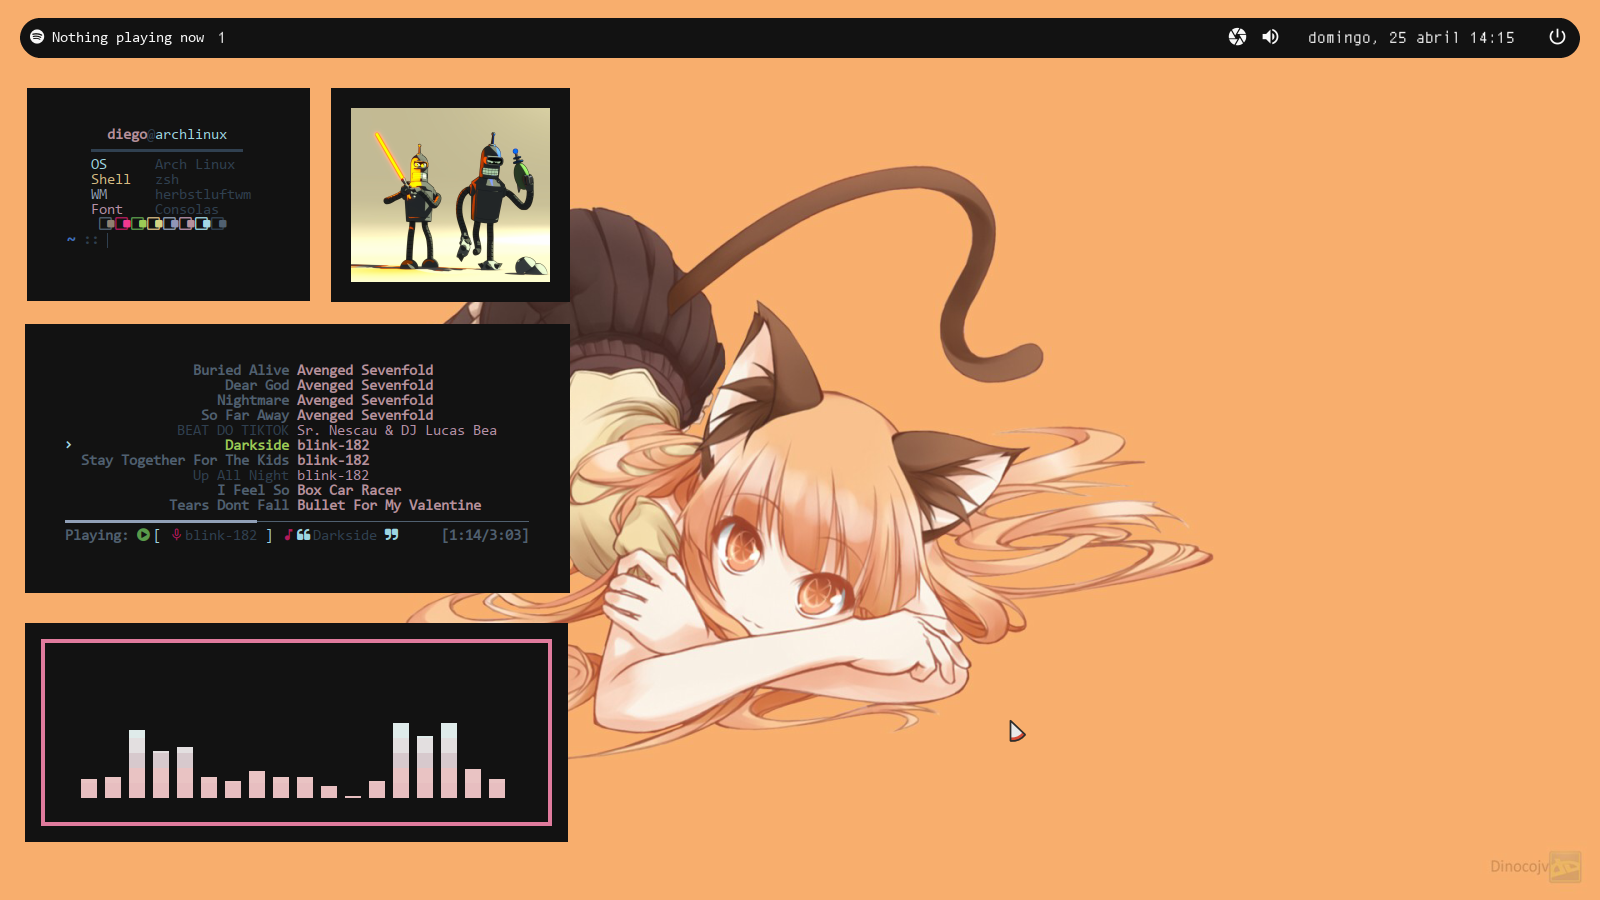 Nothing playing now 1
domingo, 25 abril 14:15
diego@archlinux
OS Arch Linux
Shell zsh
WM herbstluftwm
Font Consolas
~ ::
Buried Alive Avenged Sevenfold
Dear God Avenged Sevenfold
Nightmare Avenged Sevenfold
So Far Away Avenged Sevenfold
BEAT DO TIKTOK Sr. Nescau & DJ Lucas Bea
› Darkside blink-182
Stay Together For The Kids blink-182
Up All Night blink-182
I Feel So Box Car Racer
Tears Dont Fall Bullet For My Valentine
Playing: [ blink-182 ] ❝ Darkside ❞ [1:14/3:03]
Dinocojv